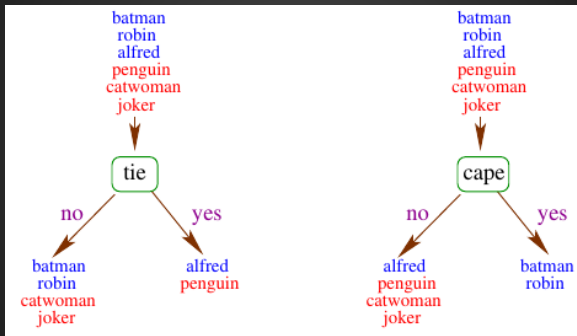 batman
robin
alfred
penguin
catwoman
joker
tie
no
yes
batman
robin
catwoman
joker
alfred
penguin
batman
robin
alfred
penguin
catwoman
joker
cape
no
yes
alfred
penguin
catwoman
joker
batman
robin